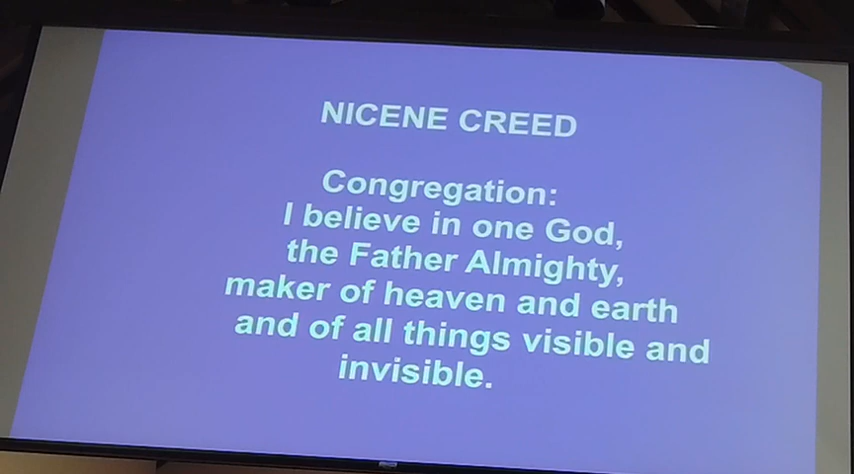 NICENE CREED
Congregation:
I believe in one God,
the Father Almighty,
maker of heaven and earth
and of all things visible and
invisible.